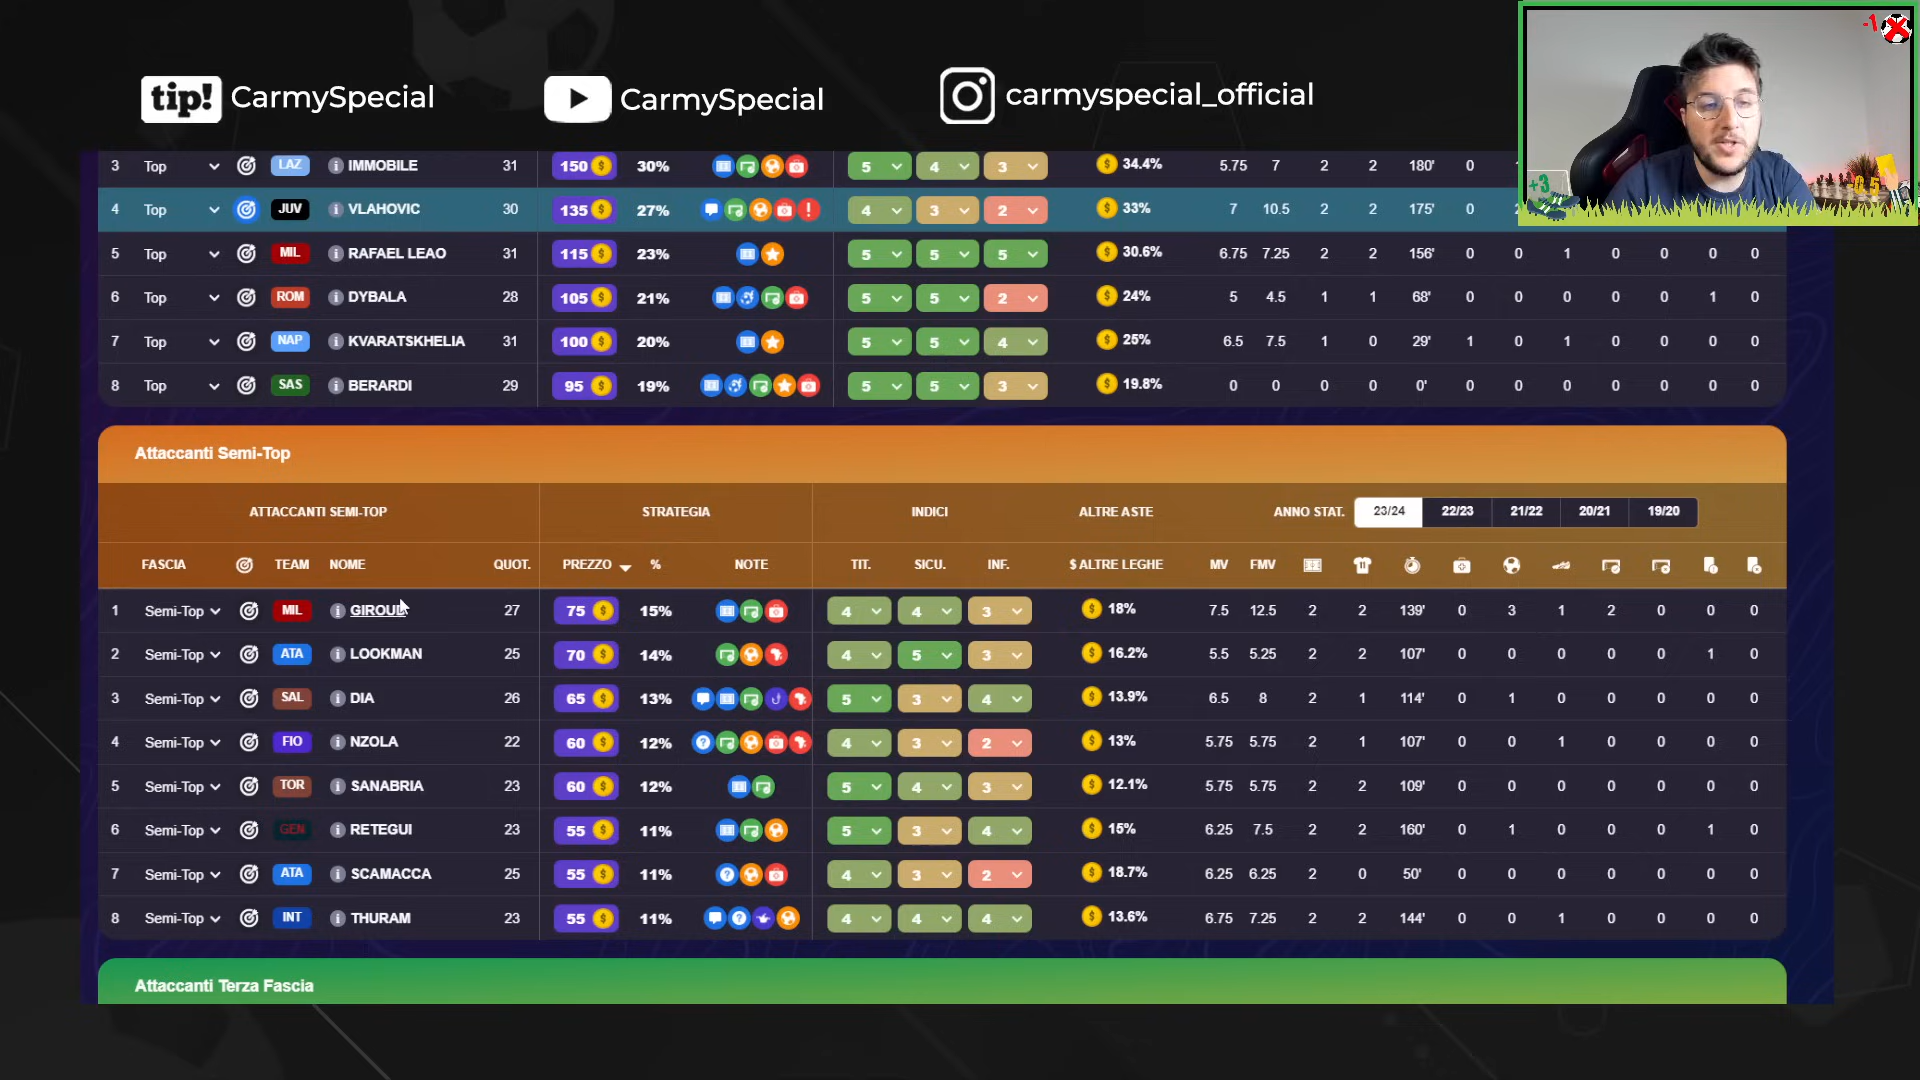 tip! CarmySpecial CarmySpecial carmyspecial_official -1
3 Top LAZ IMMOBILE 31 150 30% 5 4 3 34.4% 5.75 7 2 2 180' 0
4 Top JUV VLAHOVIC 30 135 27% 4 3 2 33% 7 10.5 2 2 175' 0
+3 -0.5
5 Top MIL RAFAEL LEAO 31 115 23% 5 5 5 30.6% 6.75 7.25 2 2 156' 0 0 1 0 0 0 0
6 Top ROM DYBALA 28 105 21% 5 5 2 24% 5 4.5 1 1 68' 0 0 0 0 0 1 0
7 Top NAP KVARATSKHELIA 31 100 20% 5 5 4 25% 6.5 7.5 1 0 29' 1 0 1 0 0 0 0
8 Top SAS BERARDI 29 95 19% 5 5 3 19.8% 0 0 0 0 0' 0 0 0 0 0 0 0
Attaccanti Semi-Top
ATTACCANTI SEMI-TOP STRATEGIA INDICI ALTRE ASTE ANNO STAT. 23/24 22/23 21/22 20/21 19/20
FASCIA TEAM NOME QUOT. PREZZO % NOTE TIT. SICU. INF. $ ALTRE LEGHE MV FMV
1 Semi-Top MIL GIROUD 27 75 15% 4 4 3 18% 7.5 12.5 2 2 139' 0 3 1 2 0 0 0
2 Semi-Top ATA LOOKMAN 25 70 14% 4 5 3 16.2% 5.5 5.25 2 2 107' 0 0 0 0 0 1 0
3 Semi-Top SAL DIA 26 65 13% 5 3 4 13.9% 6.5 8 2 1 114' 0 1 0 0 0 0 0
4 Semi-Top FIO NZOLA 22 60 12% 4 3 2 13% 5.75 5.75 2 1 107' 0 0 1 0 0 0 0
5 Semi-Top TOR SANABRIA 23 60 12% 5 4 3 12.1% 5.75 5.75 2 2 109' 0 0 0 0 0 0 0
6 Semi-Top GEN RETEGUI 23 55 11% 5 3 4 15% 6.25 7.5 2 2 160' 0 1 0 0 0 1 0
7 Semi-Top ATA SCAMACCA 25 55 11% 4 3 2 18.7% 6.25 6.25 2 0 50' 0 0 0 0 0 0 0
8 Semi-Top INT THURAM 23 55 11% 4 4 4 13.6% 6.75 7.25 2 2 144' 0 0 1 0 0 0 0
Attaccanti Terza Fascia